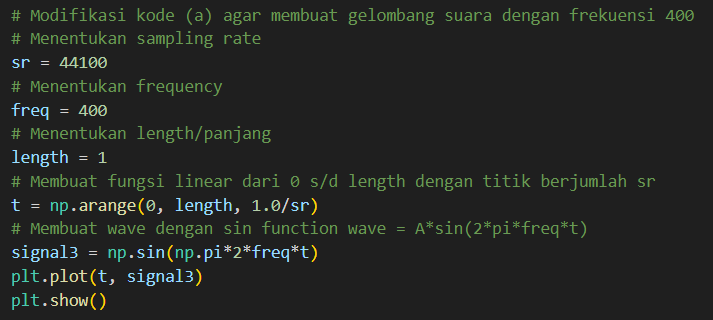 # Modifikasi kode (a) agar membuat gelombang suara dengan frekuensi 400
# Menentukan sampling rate
sr = 44100
# Menentukan frequency
freq = 400
# Menentukan length/panjang
length = 1
# Membuat fungsi linear dari 0 s/d length dengan titik berjumlah sr
t = np.arange(0, length, 1.0/sr)
# Membuat wave dengan sin function wave = A*sin(2*pi*freq*t)
signal3 = np.sin(np.pi*2*freq*t)
plt.plot(t, signal3)
plt.show()